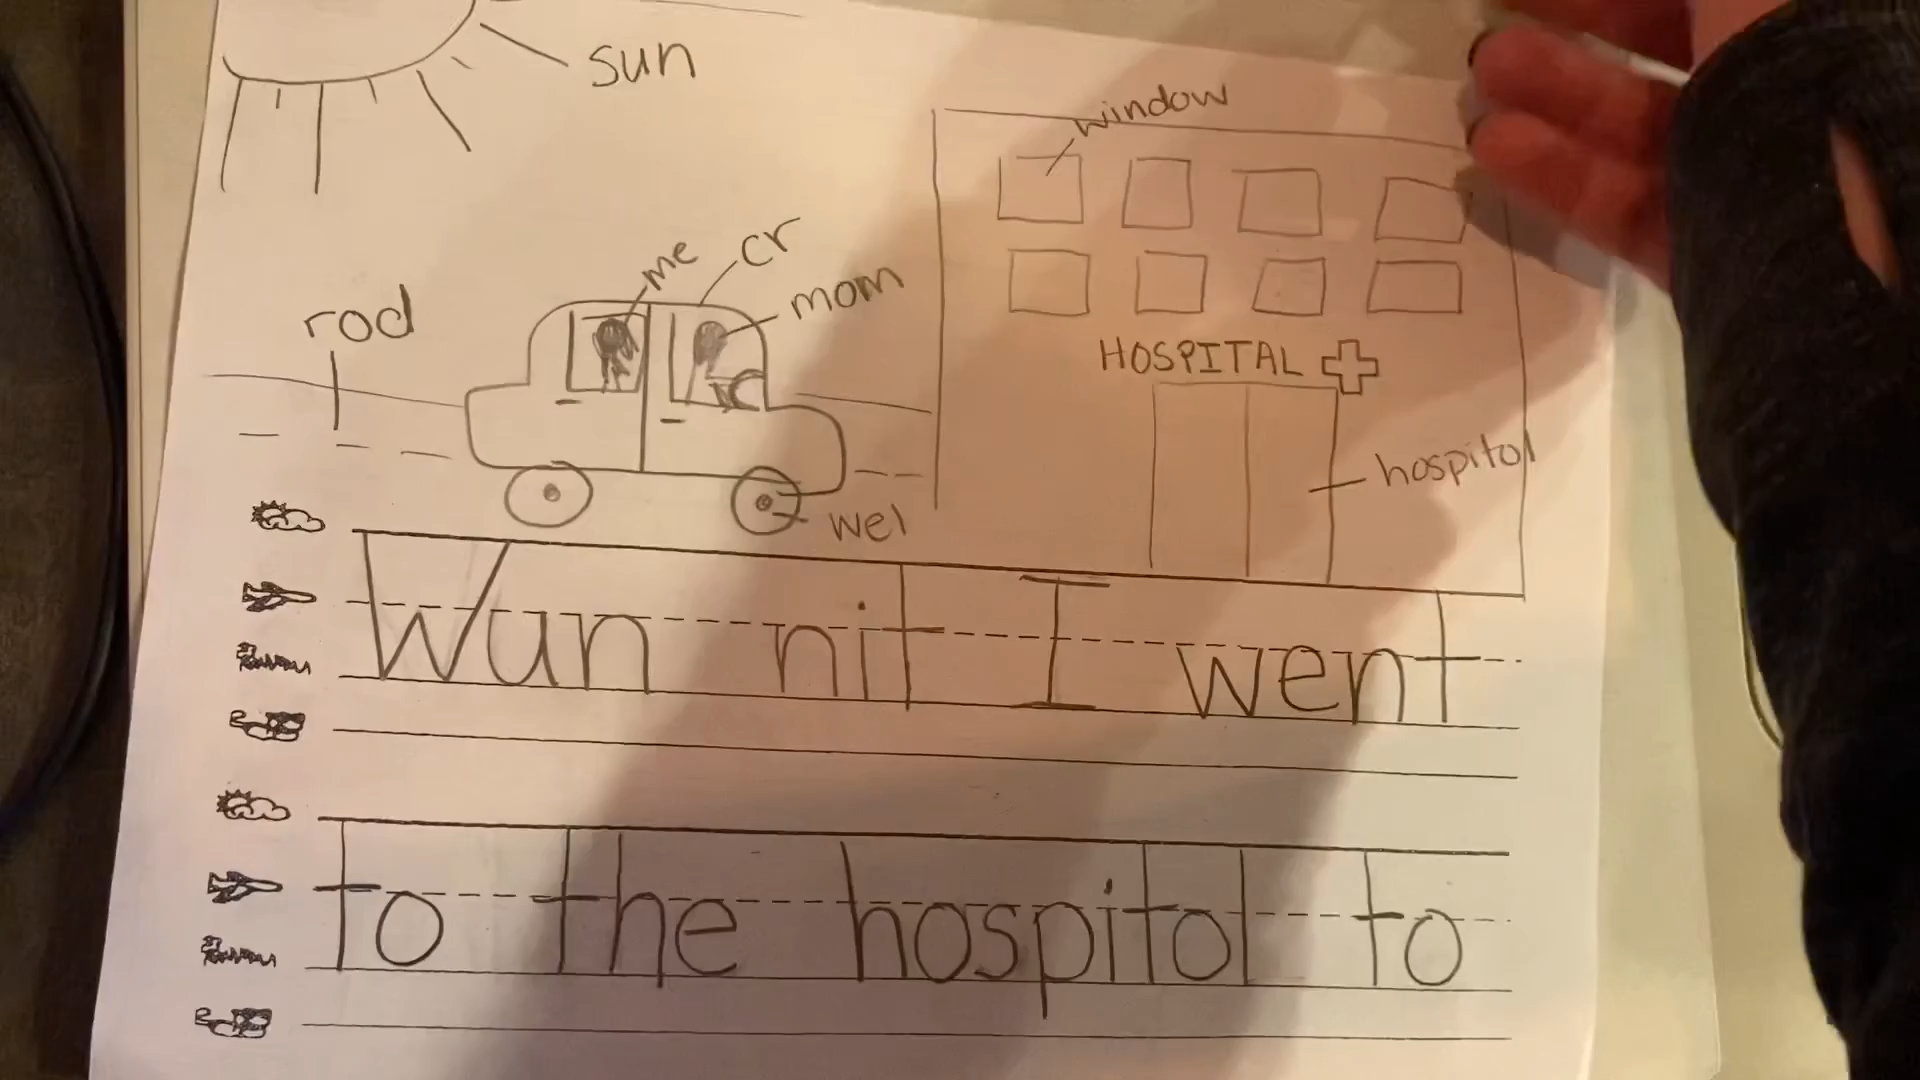 sun
window
me
cr
mom
rod
HOSPITAL
hospitol
wel
Wun nit I went
to the hospitol to